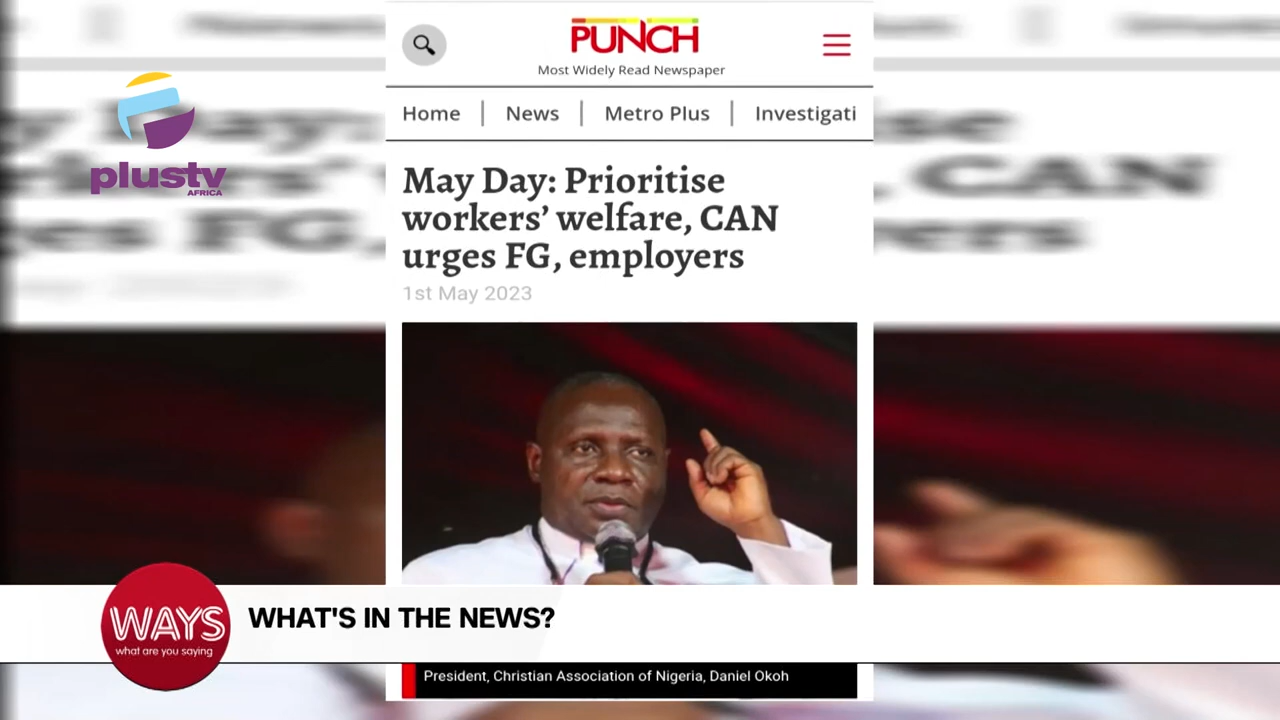 PUNCH
Most Widely Read Newspaper
Home | News | Metro Plus | Investigati
plustv
AFRICA
May Day: Prioritise
workers’ welfare, CAN
urges FG, employers
1st May 2023
WAYS
what are you saying
WHAT'S IN THE NEWS?
President, Christian Association of Nigeria, Daniel Okoh